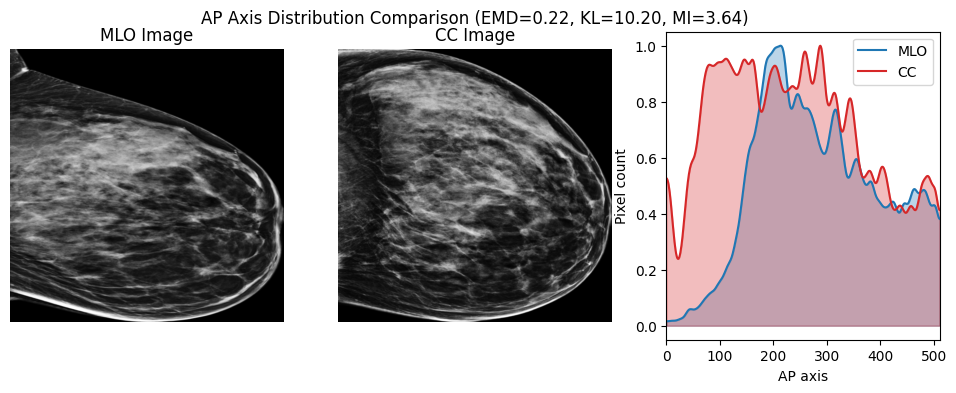 AP Axis Distribution Comparison (EMD=0.22, KL=10.20, MI=3.64)
MLO Image
CC Image
MLO
CC
Pixel count
1.0
0.8
0.6
0.4
0.2
0.0
0 100 200 300 400 500
AP axis